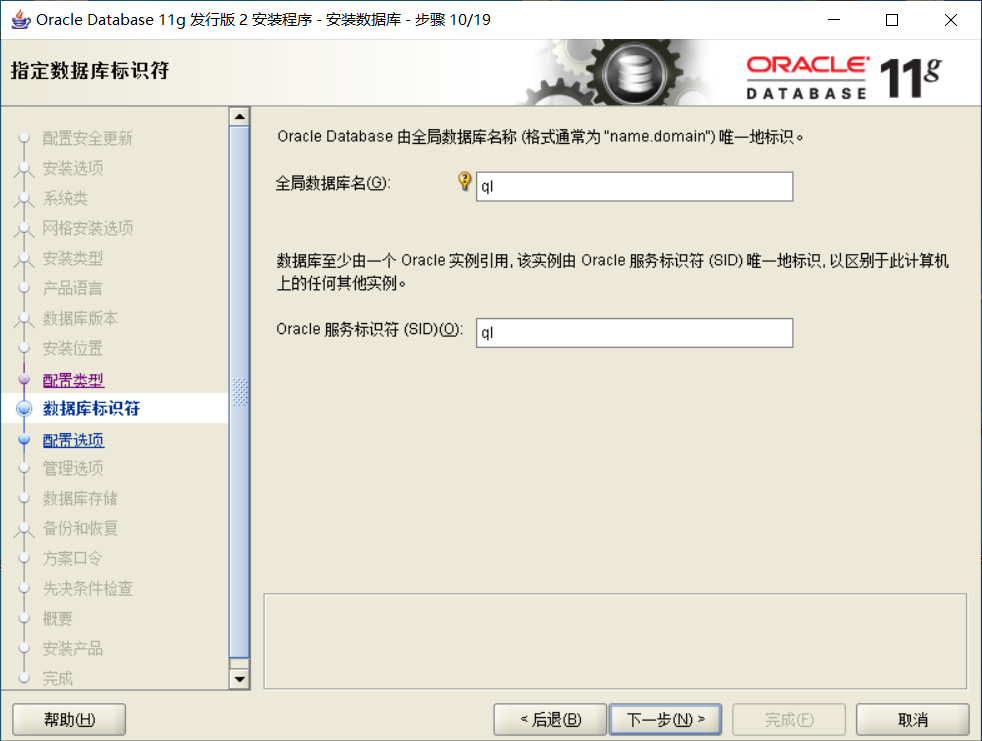 Oracle Database 11g 发行版 2 安装程序 - 安装数据库 - 步骤 10/19
指定数据库标识符
ORACLE
DATABASE
11g
配置安全更新
安装选项
系统类
网格安装选项
安装类型
产品语言
数据库版本
安装位置
配置类型
数据库标识符
配置选项
管理选项
数据库存储
备份和恢复
方案口令
先决条件检查
概要
安装产品
完成
Oracle Database 由全局数据库名称 (格式通常为 "name.domain") 唯一地标识。
全局数据库名(G):
ql
数据库至少由一个 Oracle 实例引用, 该实例由 Oracle 服务标识符 (SID) 唯一地标识, 以区别于此计算机
上的任何其他实例。
Oracle 服务标识符 (SID)(O):
ql
帮助(H)
< 后退(B)
下一步(N) >
完成(F)
取消